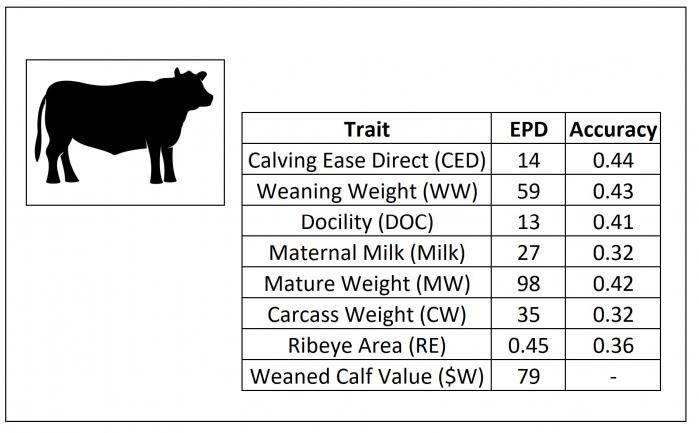 Trait EPD Accuracy
Calving Ease Direct (CED) 14 0.44
Weaning Weight (WW) 59 0.43
Docility (DOC) 13 0.41
Maternal Milk (Milk) 27 0.32
Mature Weight (MW) 98 0.42
Carcass Weight (CW) 35 0.32
Ribeye Area (RE) 0.45 0.36
Weaned Calf Value ($W) 79 -